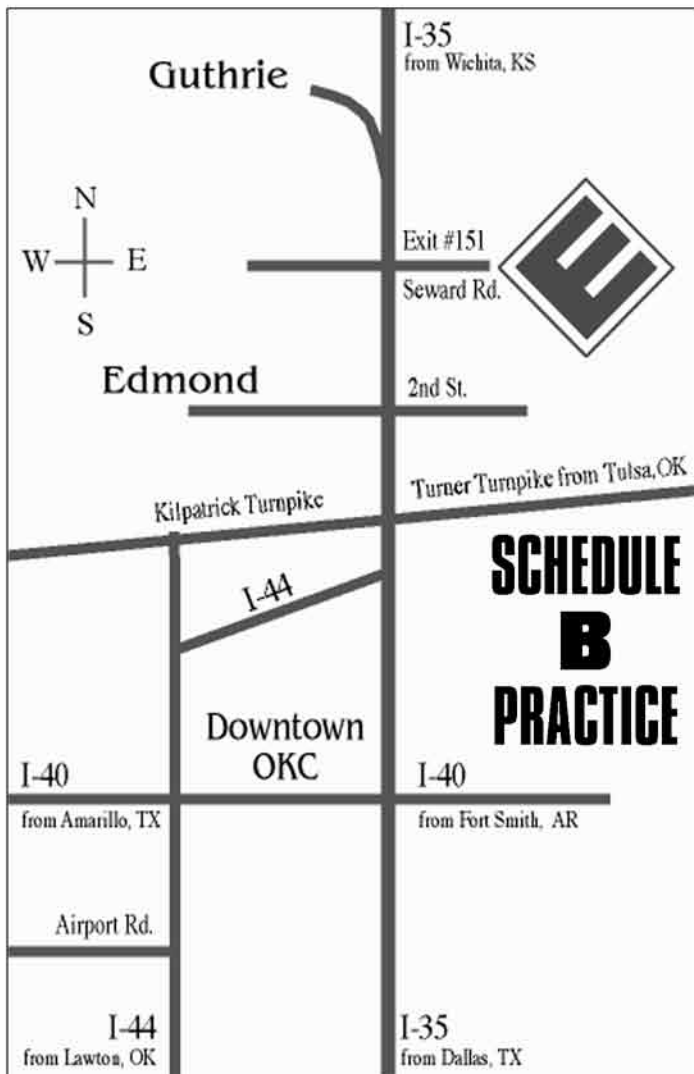 I-35
from Wichita, KS
Guthrie
N
W E
S
Exit #151
Seward Rd.
E
Edmond
2nd St.
Kilpatrick Turnpike
Turner Turnpike from Tulsa, OK
I-44
SCHEDULE
B
PRACTICE
Downtown
OKC
I-40
from Amarillo, TX
I-40
from Fort Smith, AR
Airport Rd.
I-44
from Lawton, OK
I-35
from Dallas, TX